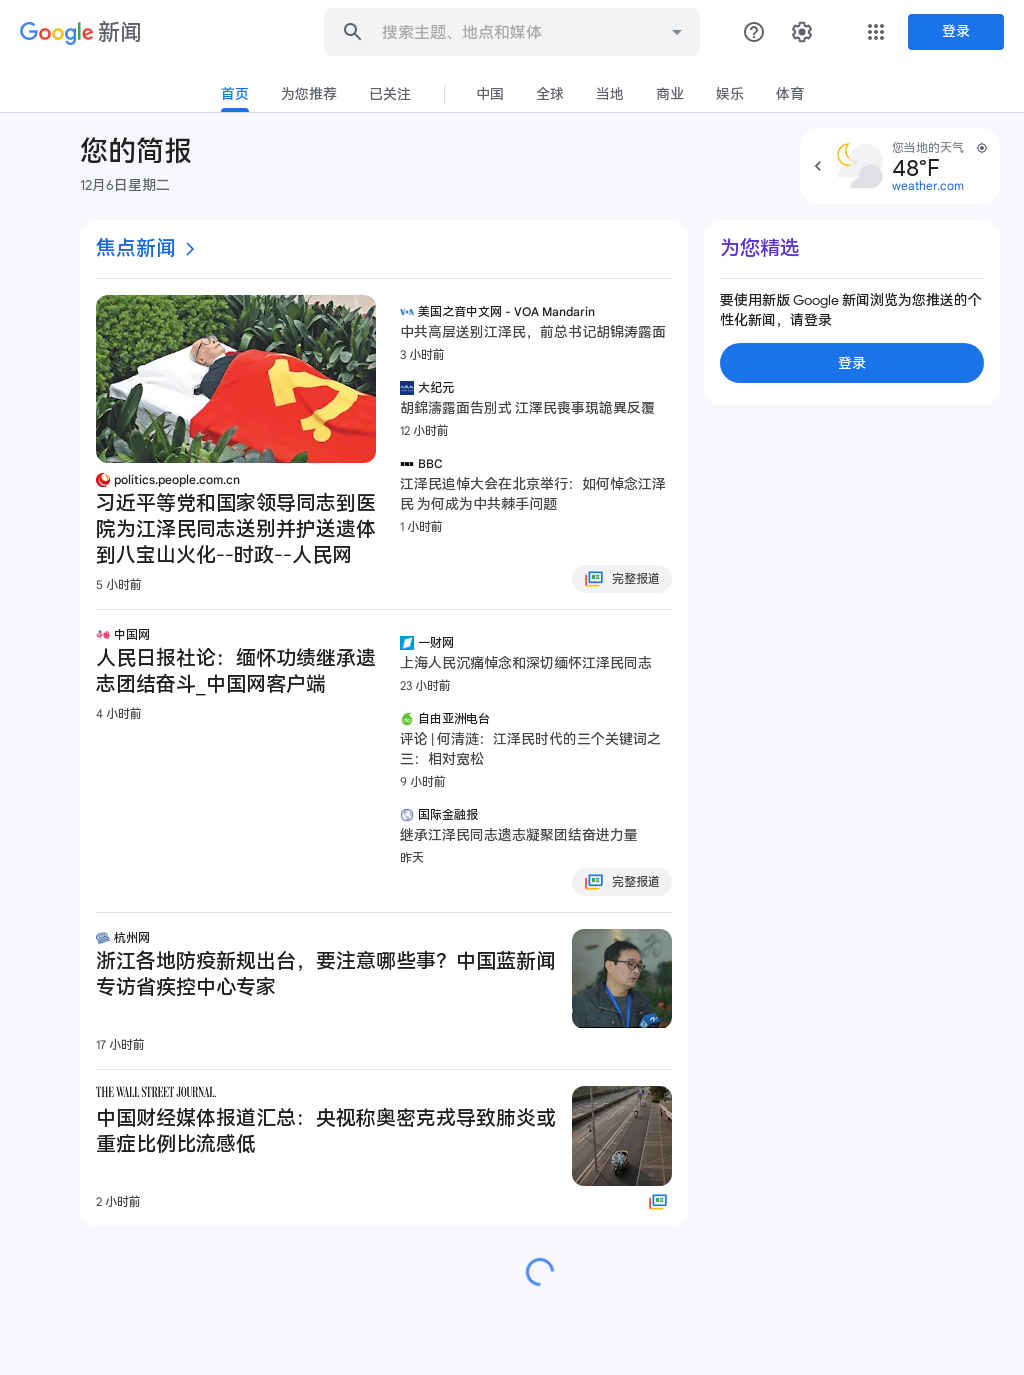 Google 新闻
搜索主题、地点和媒体
登录
首页
为您推荐
已关注
中国
全球
当地
商业
娱乐
体育
您的简报
12月6日星期二
您当地的天气
48°F
weather.com
焦点新闻
politics.people.com.cn
习近平等党和国家领导同志到医
院为江泽民同志送别并护送遗体
到八宝山火化--时政--人民网
5 小时前
美国之音中文网 - VOA Mandarin
中共高层送别江泽民，前总书记胡锦涛露面
3 小时前
大纪元
胡錦濤露面告別式 江澤民喪事現詭異反覆
12 小时前
BBC
江泽民追悼大会在北京举行：如何悼念江泽
民 为何成为中共棘手问题
1 小时前
完整报道
中国网
人民日报社论：缅怀功绩继承遗
志团结奋斗_中国网客户端
4 小时前
一财网
上海人民沉痛悼念和深切缅怀江泽民同志
23 小时前
自由亚洲电台
评论 | 何清涟：江泽民时代的三个关键词之
三：相对宽松
9 小时前
国际金融报
继承江泽民同志遗志凝聚团结奋进力量
昨天
完整报道
杭州网
浙江各地防疫新规出台，要注意哪些事？中国蓝新闻
专访省疾控中心专家
17 小时前
THE WALL STREET JOURNAL.
中国财经媒体报道汇总：央视称奥密克戎导致肺炎或
重症比例比流感低
2 小时前
为您精选
要使用新版 Google 新闻浏览为您推送的个
性化新闻，请登录
登录